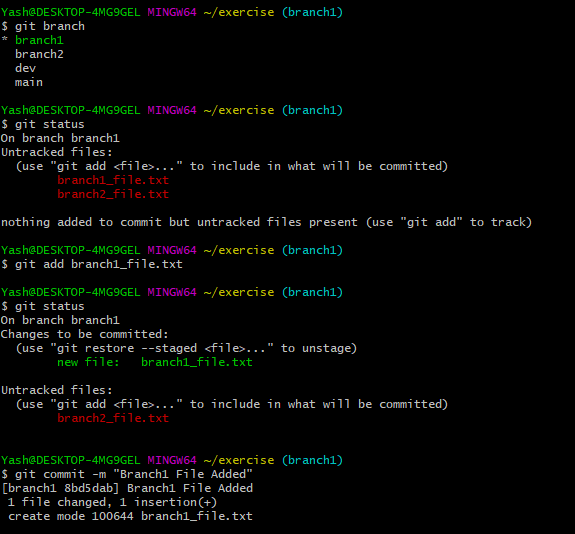 Yash@DESKTOP-4MG9GEL MINGW64 ~/exercise (branch1)
$ git branch
* branch1
  branch2
  dev
  main

Yash@DESKTOP-4MG9GEL MINGW64 ~/exercise (branch1)
$ git status
On branch branch1
Untracked files:
  (use "git add <file>..." to include in what will be committed)
        branch1_file.txt
        branch2_file.txt

nothing added to commit but untracked files present (use "git add" to track)

Yash@DESKTOP-4MG9GEL MINGW64 ~/exercise (branch1)
$ git add branch1_file.txt

Yash@DESKTOP-4MG9GEL MINGW64 ~/exercise (branch1)
$ git status
On branch branch1
Changes to be committed:
  (use "git restore --staged <file>..." to unstage)
        new file:   branch1_file.txt

Untracked files:
  (use "git add <file>..." to include in what will be committed)
        branch2_file.txt

Yash@DESKTOP-4MG9GEL MINGW64 ~/exercise (branch1)
$ git commit -m "Branch1 File Added"
[branch1 8bd5dab] Branch1 File Added
 1 file changed, 1 insertion(+)
 create mode 100644 branch1_file.txt